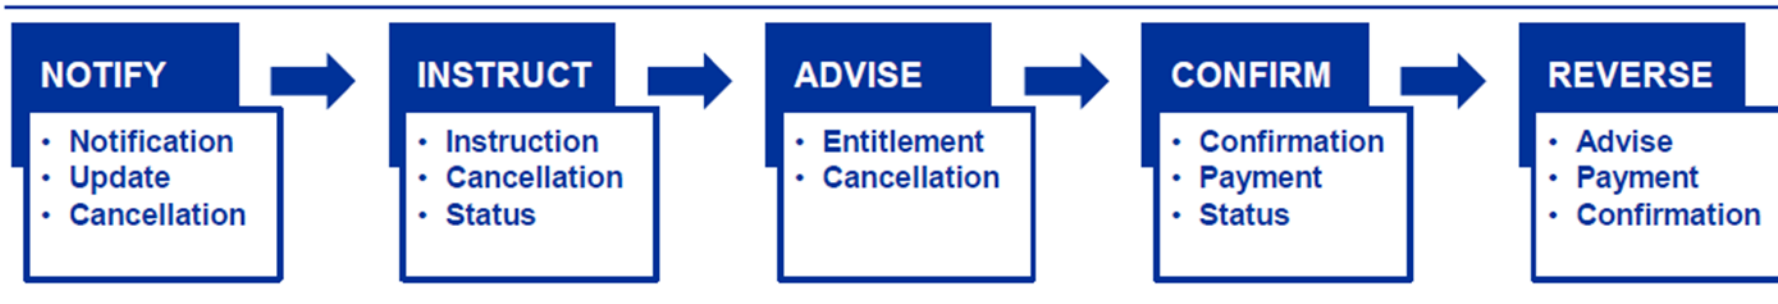 NOTIFY
• Notification
• Update
• Cancellation
INSTRUCT
• Instruction
• Cancellation
• Status
ADVISE
• Entitlement
• Cancellation
CONFIRM
• Confirmation
• Payment
• Status
REVERSE
• Advise
• Payment
• Confirmation